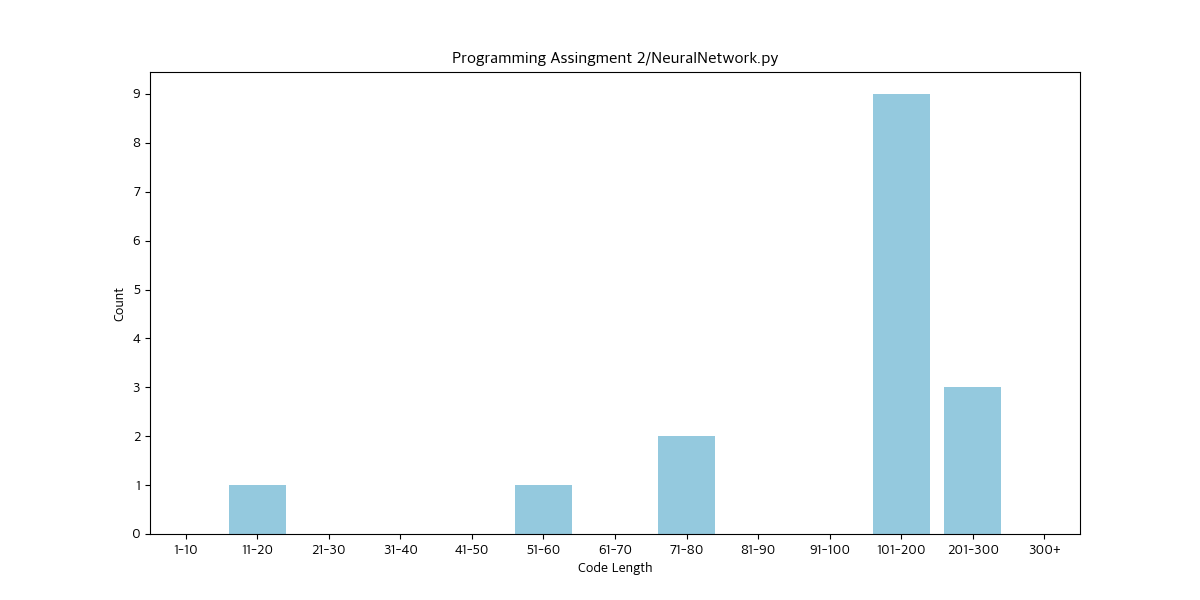 Programming Assingment 2/NeuralNetwork.py
9
8
7
6
5
4
3
2
1
0
Count
1-10 11-20 21-30 31-40 41-50 51-60 61-70 71-80 81-90 91-100 101-200 201-300 300+
Code Length